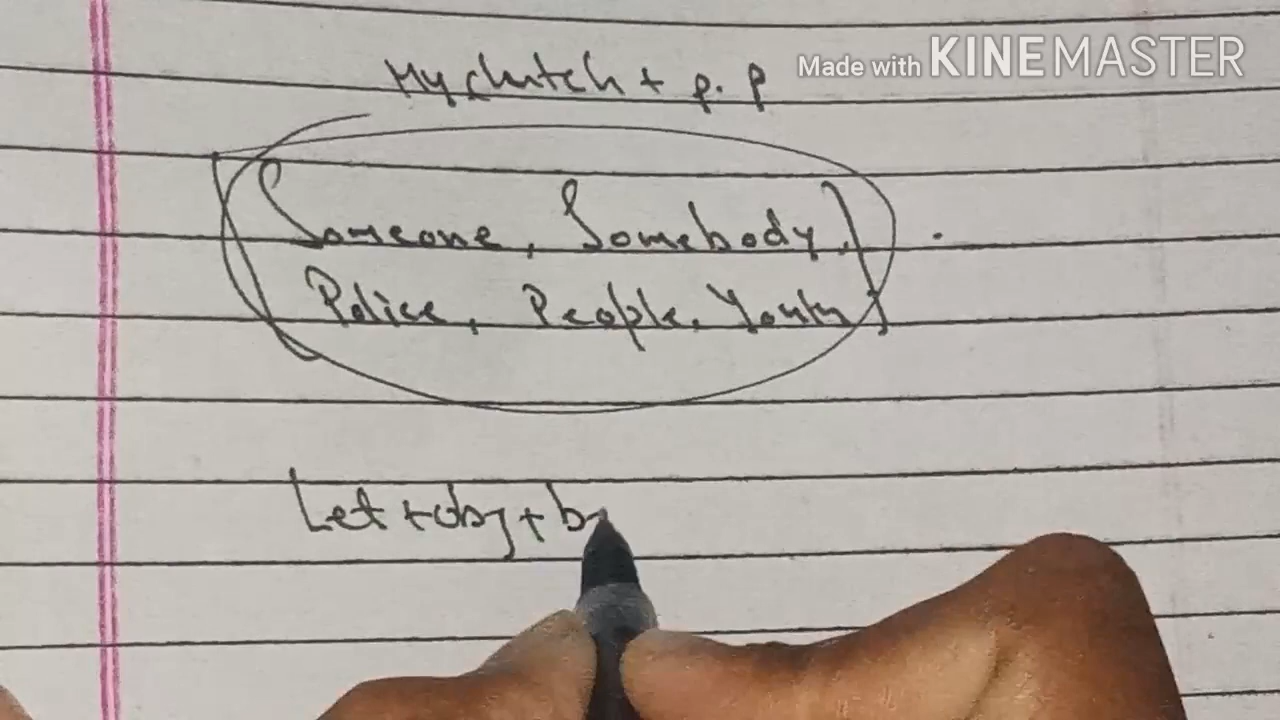 Made with KINEMASTER
My clutch + p.p
[Someone, Somebody,
Police, People, Youth]
Let + obj + b